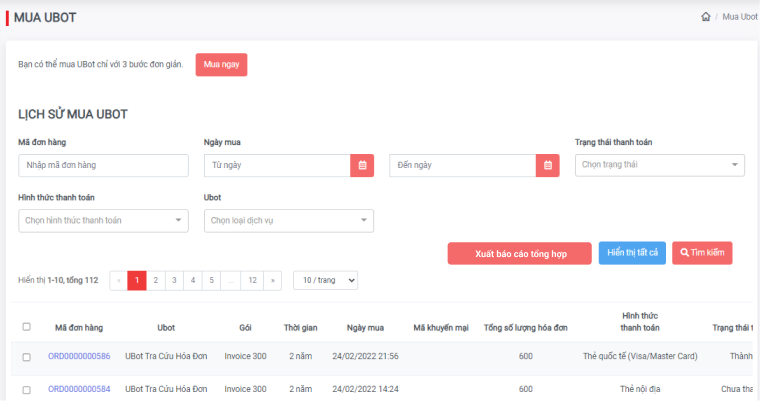 MUA UBOT
/ Mua Ubot
Bạn có thể mua UBot chỉ với 3 bước đơn giản.
Mua ngay
LỊCH SỬ MUA UBOT
Mã đơn hàng
Ngày mua
Trạng thái thanh toán
Nhập mã đơn hàng
Từ ngày
Đến ngày
Chọn trạng thái
Hình thức thanh toán
Ubot
Chọn hình thức thanh toán
Chọn loại dịch vụ
Xuất báo cáo tổng hợp
Hiển thị tất cả
Tìm kiếm
Hiển thị 1-10, tổng 112
« 1 2 3 4 5 ... 12 »
10 / trang
Mã đơn hàng Ubot Gói Thời gian Ngày mua Mã khuyến mại Tổng số lượng hóa đơn Hình thức thanh toán Trạng thái t
ORD0000000586 UBot Tra Cứu Hóa Đơn Invoice 300 2 năm 24/02/2022 21:56 600 Thẻ quốc tế (Visa/Master Card) Thành
ORD0000000584 UBot Tra Cứu Hóa Đơn Invoice 300 2 năm 24/02/2022 14:24 600 Thẻ nội địa Chưa tha